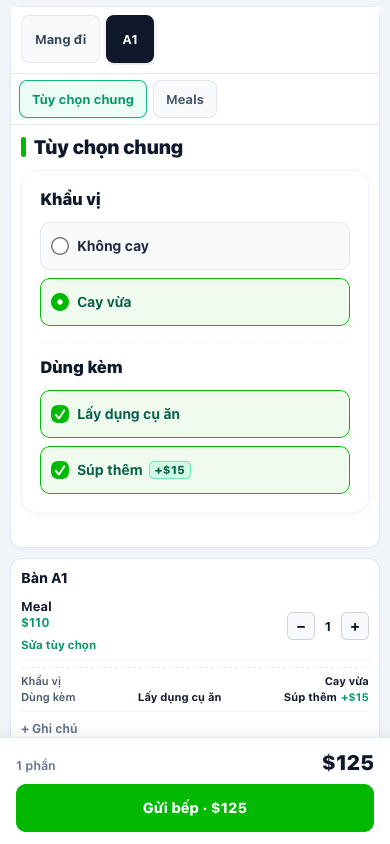 Mang đi A1
Tùy chọn chung Meals
Tùy chọn chung
Khẩu vị
Không cay
Cay vừa
Dùng kèm
Lấy dụng cụ ăn
Súp thêm +$15
Bàn A1
Meal
$110
− 1 +
Sửa tùy chọn
Khẩu vị Cay vừa
Dùng kèm Lấy dụng cụ ăn Súp thêm +$15
+ Ghi chú
1 phần $125
Gửi bếp · $125